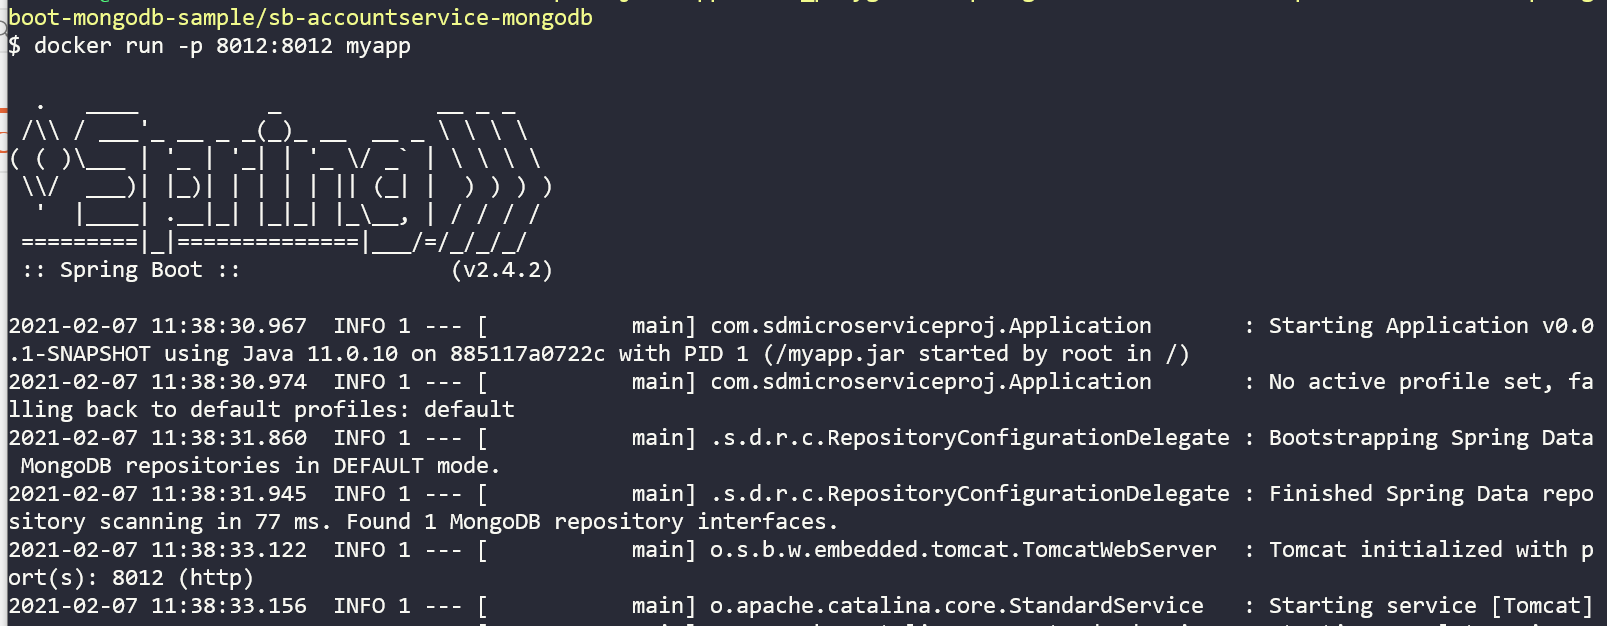 boot-mongodb-sample/sb-accountservice-mongodb
$ docker run -p 8012:8012 myapp
  .   ____          _            __ _ _
 /\\ / ___'_ __ _ _(_)_ __  __ _ \ \ \ \
( ( )\___ | '_ | '_| | '_ \/ _` | \ \ \ \
 \\/  ___)| |_)| | | | | || (_| |  ) ) ) )
  '  |____| .__|_| |_|_| |_\__, | / / / /
 =========|_|==============|___/=/_/_/_/
 :: Spring Boot ::                (v2.4.2)
2021-02-07 11:38:30.967  INFO 1 --- [           main] com.sdmicroserviceproj.Application       : Starting Application v0.0
.1-SNAPSHOT using Java 11.0.10 on 885117a0722c with PID 1 (/myapp.jar started by root in /)
2021-02-07 11:38:30.974  INFO 1 --- [           main] com.sdmicroserviceproj.Application       : No active profile set, fa
lling back to default profiles: default
2021-02-07 11:38:31.860  INFO 1 --- [           main] .s.d.r.c.RepositoryConfigurationDelegate : Bootstrapping Spring Data
 MongoDB repositories in DEFAULT mode.
2021-02-07 11:38:31.945  INFO 1 --- [           main] .s.d.r.c.RepositoryConfigurationDelegate : Finished Spring Data repo
sitory scanning in 77 ms. Found 1 MongoDB repository interfaces.
2021-02-07 11:38:33.122  INFO 1 --- [           main] o.s.b.w.embedded.tomcat.TomcatWebServer  : Tomcat initialized with p
ort(s): 8012 (http)
2021-02-07 11:38:33.156  INFO 1 --- [           main] o.apache.catalina.core.StandardService   : Starting service [Tomcat]